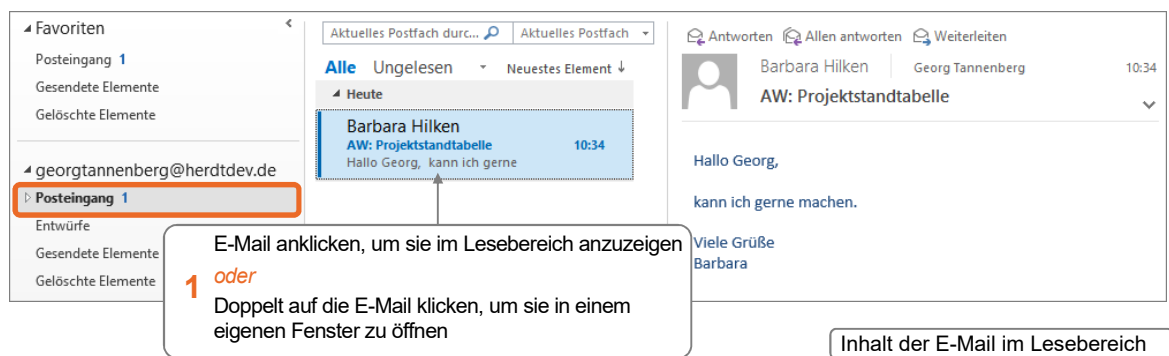 Favoriten
Posteingang 1
Gesendete Elemente
Gelöschte Elemente
georgtannenberg@herdtdev.de
Posteingang 1
Entwürfe
Gesendete Elemente
Gelöschte Elemente
Aktuelles Postfach durc...
Aktuelles Postfach
Alle Ungelesen Neuestes Element ↓
Heute
Barbara Hilken
AW: Projektstandtabelle 10:34
Hallo Georg, kann ich gerne
Antworten Allen antworten Weiterleiten
Barbara Hilken Georg Tannenberg 10:34
AW: Projektstandtabelle
Hallo Georg,
kann ich gerne machen.
Viele Grüße
Barbara
1
E-Mail anklicken, um sie im Lesebereich anzuzeigen
oder
Doppelt auf die E-Mail klicken, um sie in einem
eigenen Fenster zu öffnen
Inhalt der E-Mail im Lesebereich